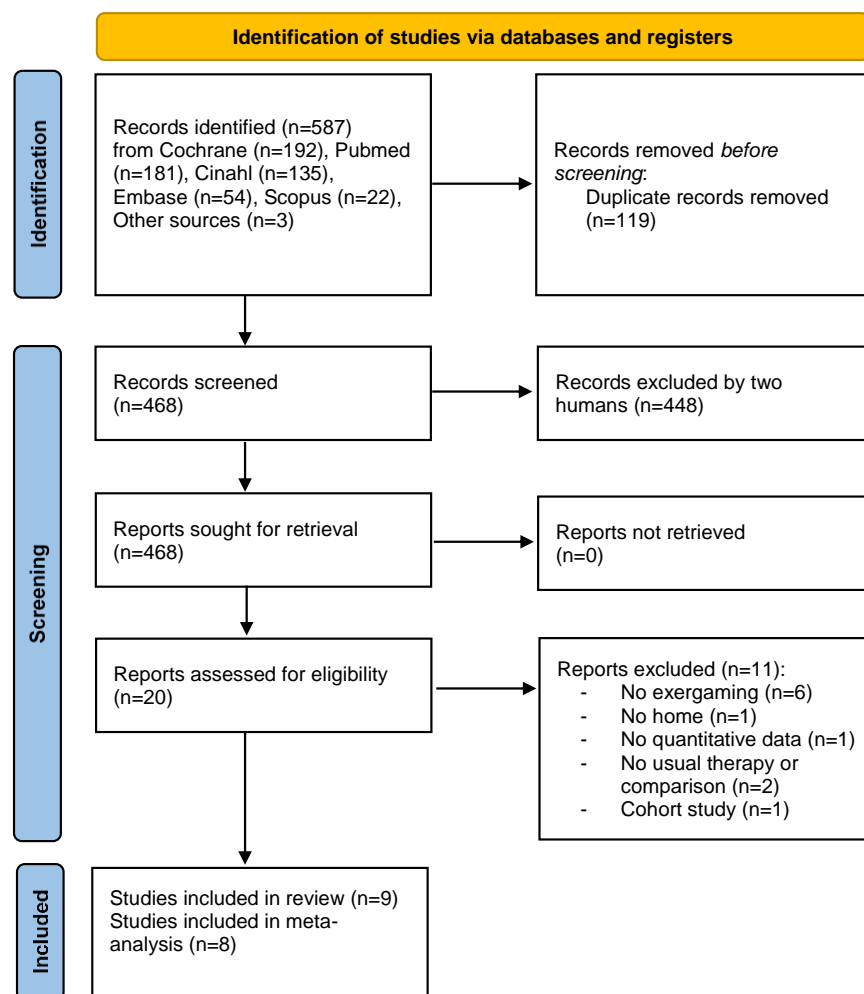 Identification of studies via databases and registers
Identification
Records identified (n=587)
from Cochrane (n=192), Pubmed
(n=181), Cinahl (n=135),
Embase (n=54), Scopus (n=22),
Other sources (n=3)
Records removed before
screening:
Duplicate records removed
(n=119)
Screening
Records screened
(n=468)
Records excluded by two
humans (n=448)
Reports sought for retrieval
(n=468)
Reports not retrieved
(n=0)
Reports assessed for eligibility
(n=20)
Reports excluded (n=11):
- No exergaming (n=6)
- No home (n=1)
- No quantitative data (n=1)
- No usual therapy or
comparison (n=2)
- Cohort study (n=1)
Included
Studies included in review (n=9)
Studies included in meta-
analysis (n=8)